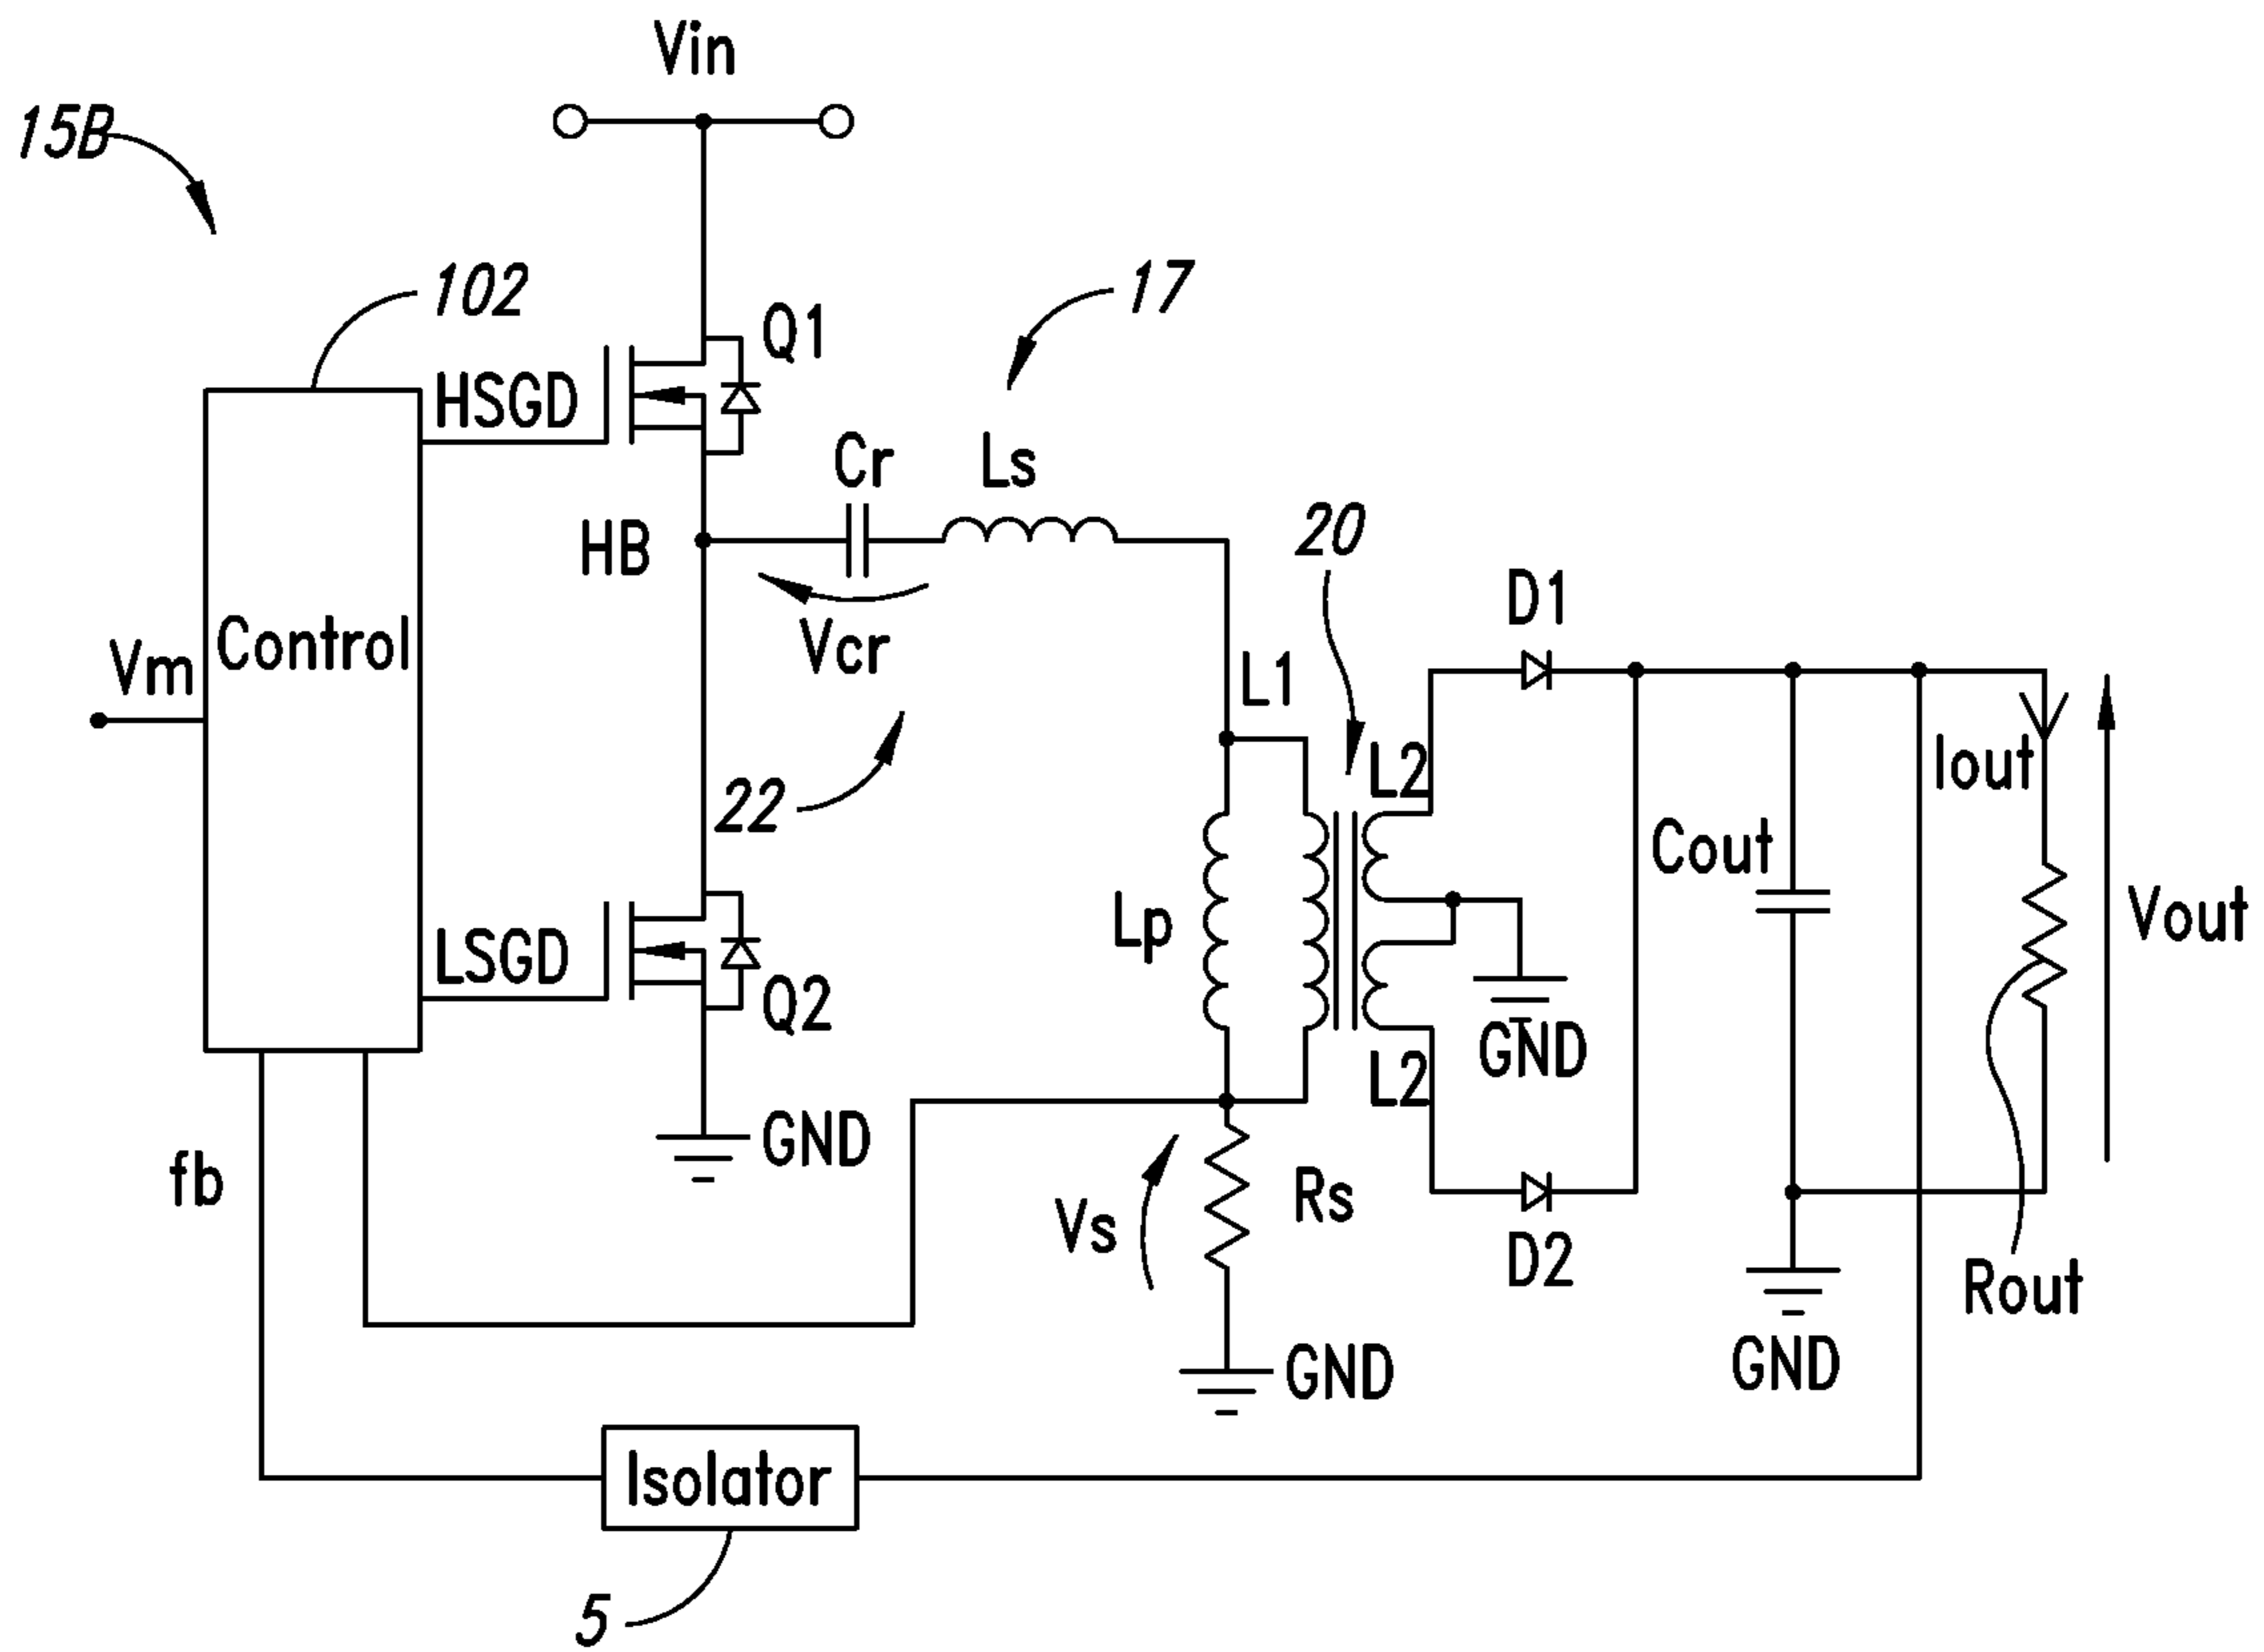 Vin
15B
102
17
Q1
HSGD
Cr
Ls
HB
20
D1
Vcr
Control
Vm
L1
L2
Iout
22
Cout
Lp
Vout
LSGD
Q2
GND
L2
GND
fb
Vs
Rs
D2
Rout
GND
GND
Isolator
5